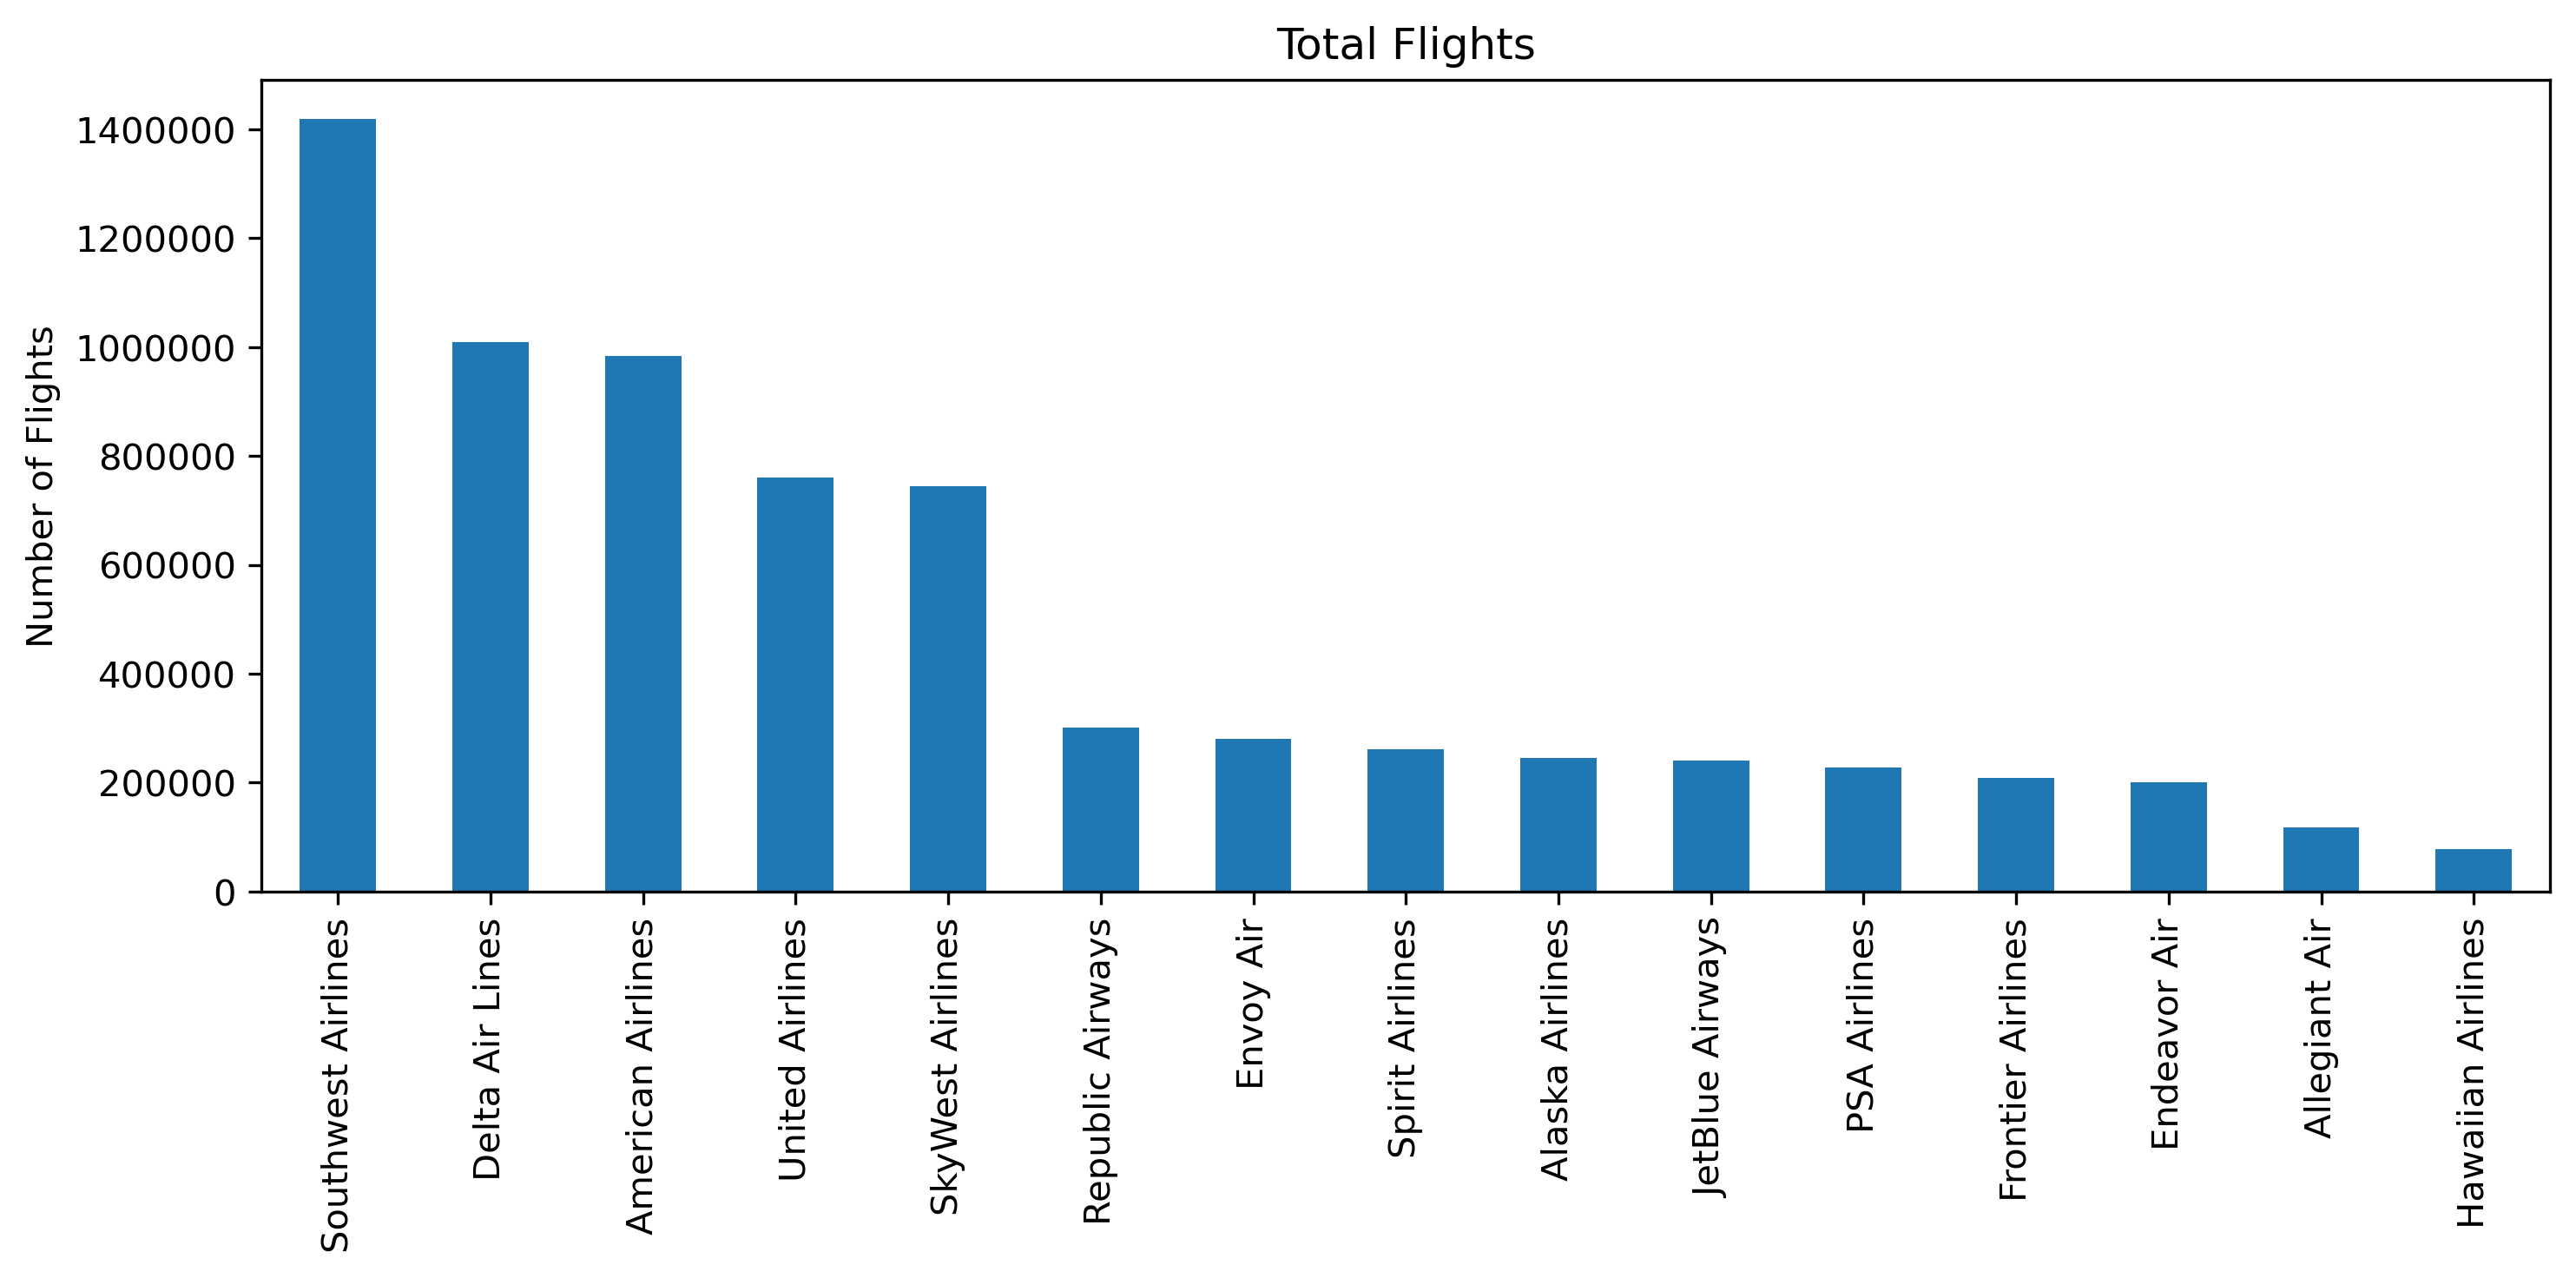 Total Flights
Number of Flights
1400000
1200000
1000000
800000
600000
400000
200000
0
Southwest Airlines
Delta Air Lines
American Airlines
United Airlines
SkyWest Airlines
Republic Airways
Envoy Air
Spirit Airlines
Alaska Airlines
JetBlue Airways
PSA Airlines
Frontier Airlines
Endeavor Air
Allegiant Air
Hawaiian Airlines